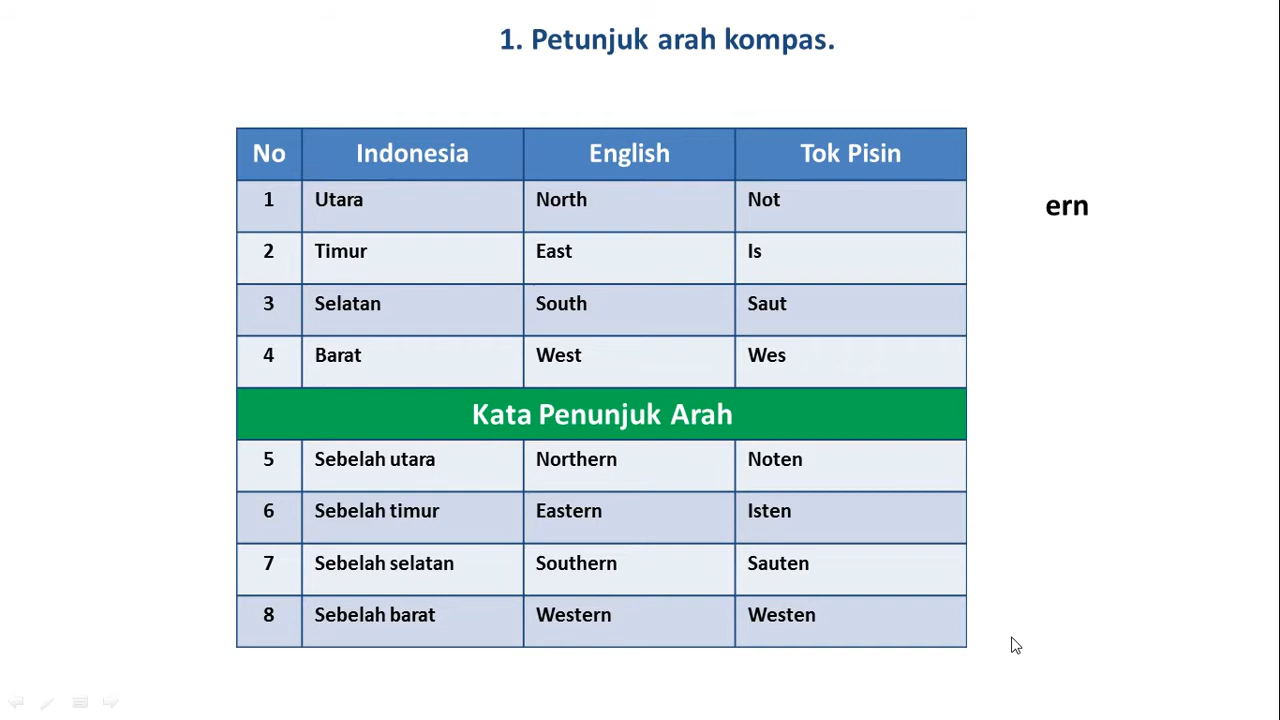 1. Petunjuk arah kompas.
No Indonesia English Tok Pisin
1 Utara North Not
ern
2 Timur East Is
3 Selatan South Saut
4 Barat West Wes
Kata Penunjuk Arah
5 Sebelah utara Northern Noten
6 Sebelah timur Eastern Isten
7 Sebelah selatan Southern Sauten
8 Sebelah barat Western Westen